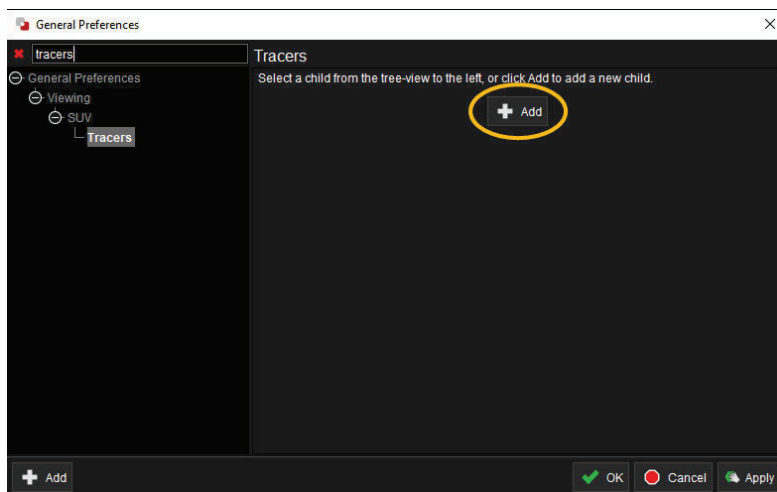 General Preferences
tracers
Tracers
General Preferences
Select a child from the tree-view to the left, or click Add to add a new child.
Viewing
SUV
Tracers
Add
Add
OK
Cancel
Apply